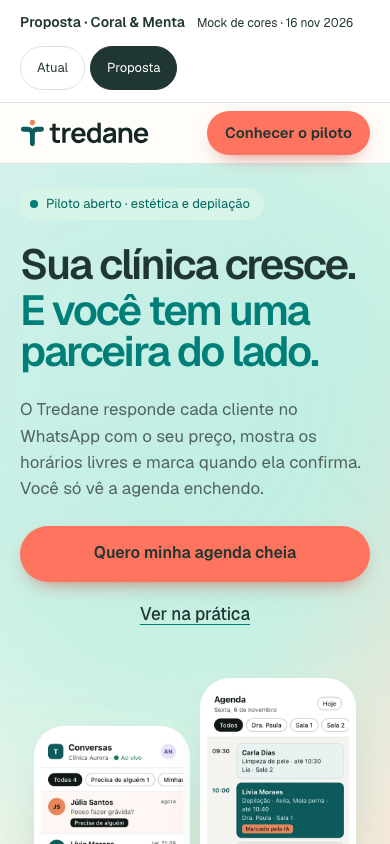 Proposta · Coral & Menta Mock de cores · 16 nov 2026
Atual Proposta
tredane Conhecer o piloto
Piloto aberto · estética e depilação
Sua clínica cresce.
E você tem uma
parceira do lado.
O Tredane responde cada cliente no
WhatsApp com o seu preço, mostra os
horários livres e marca quando ela confirma.
Você só vê a agenda enchendo.
Quero minha agenda cheia
Ver na prática
T Conversas AN
Clínica Aurora · Ao vivo
Todas 4 Precisa de alguém 1 Minhas
JS Júlia Santos agora
Posso fazer grávida?
Precisa de alguém
Agenda
Sexta, 6 de novembro
Hoje
Todos Dra. Paula Sala 1 Sala 2
09:30 Carla Dias
Limpeza de pele · até 10:30
Lia · Sala 2
10:00 Lívia Moraes
Depilação · Axila, Meia perna ·
até 10:40
Dra. Paula · Sala 1
Marcado pela IA